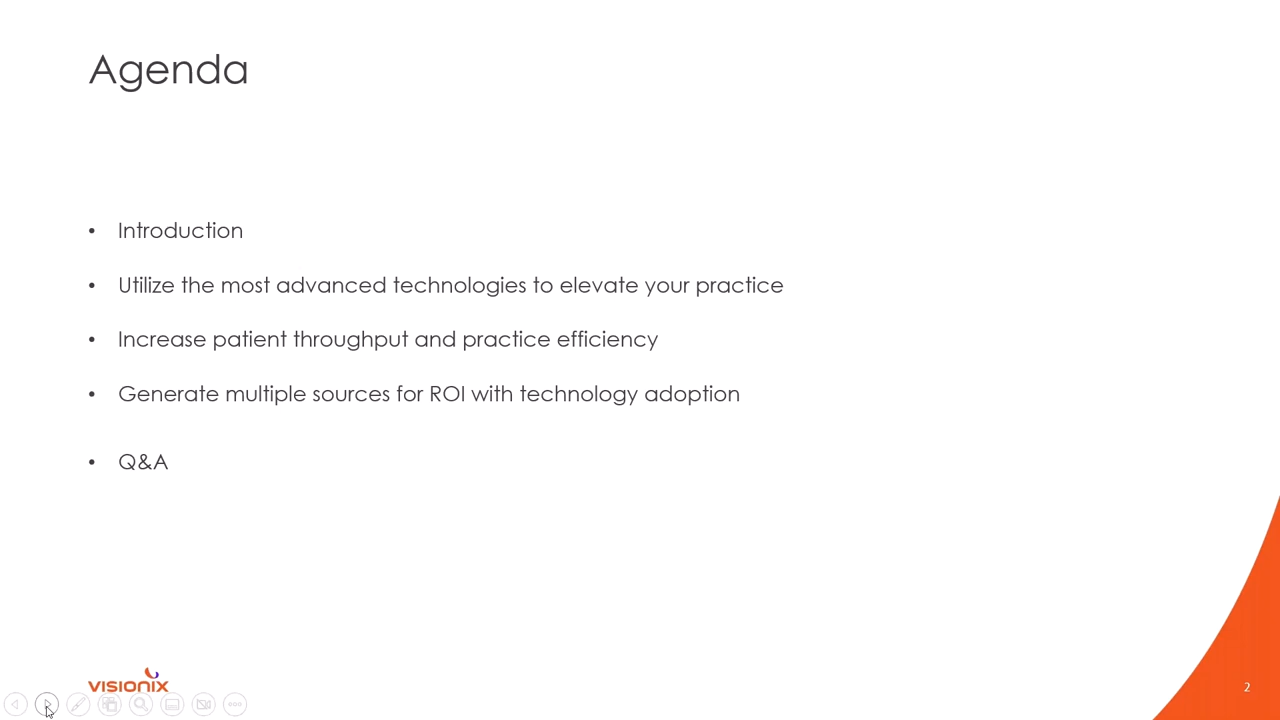 Agenda
• Introduction
• Utilize the most advanced technologies to elevate your practice
• Increase patient throughput and practice efficiency
• Generate multiple sources for ROI with technology adoption
• Q&A
VISIONIX
2